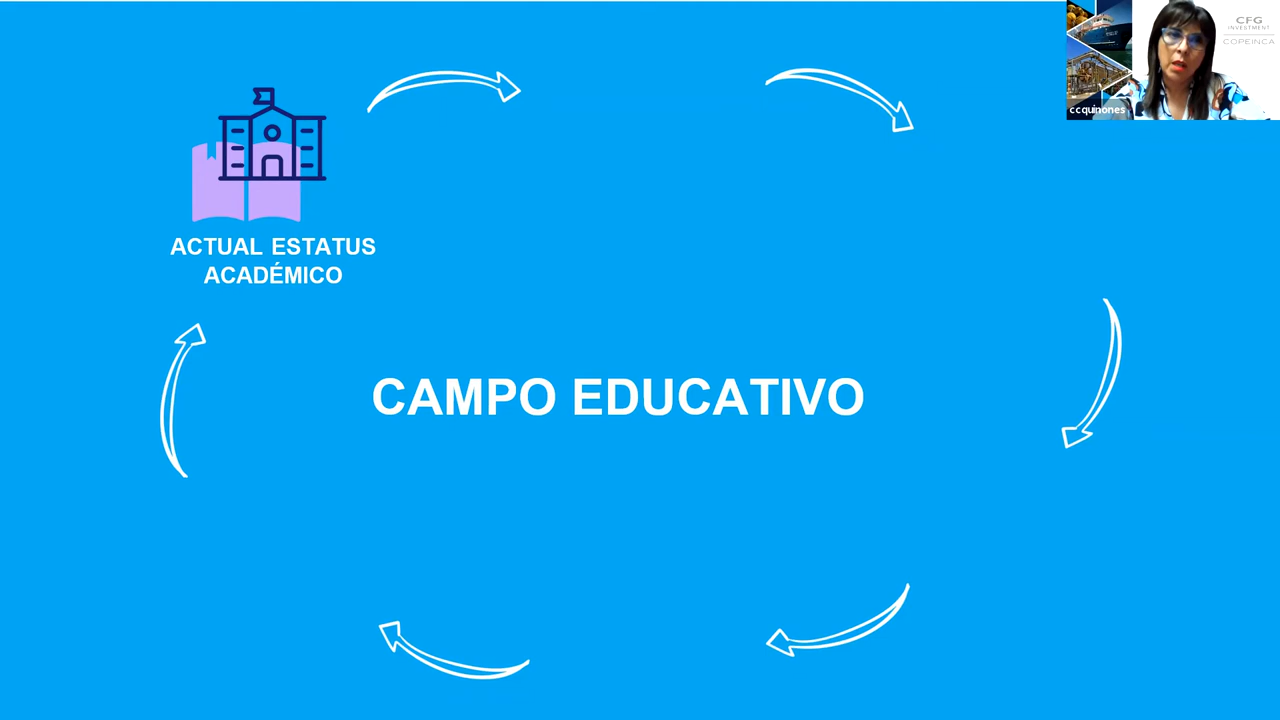 CFG
INVESTMENT
COPEINCA
ccquinones
ACTUAL ESTATUS
ACADÉMICO
CAMPO EDUCATIVO